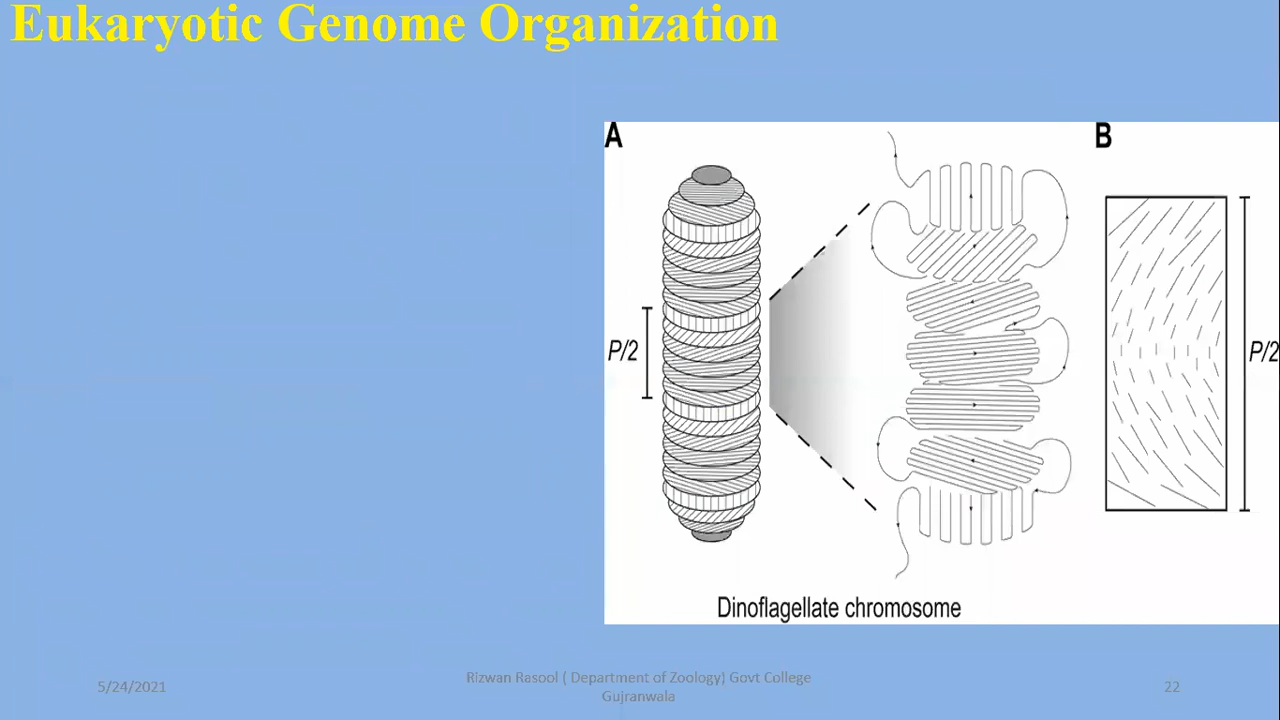 Eukaryotic Genome Organization
A
B
P/2
P/2
Dinoflagellate chromosome
5/24/2021
Rizwan Rasool ( Department of Zoology) Govt College
Gujranwala
22